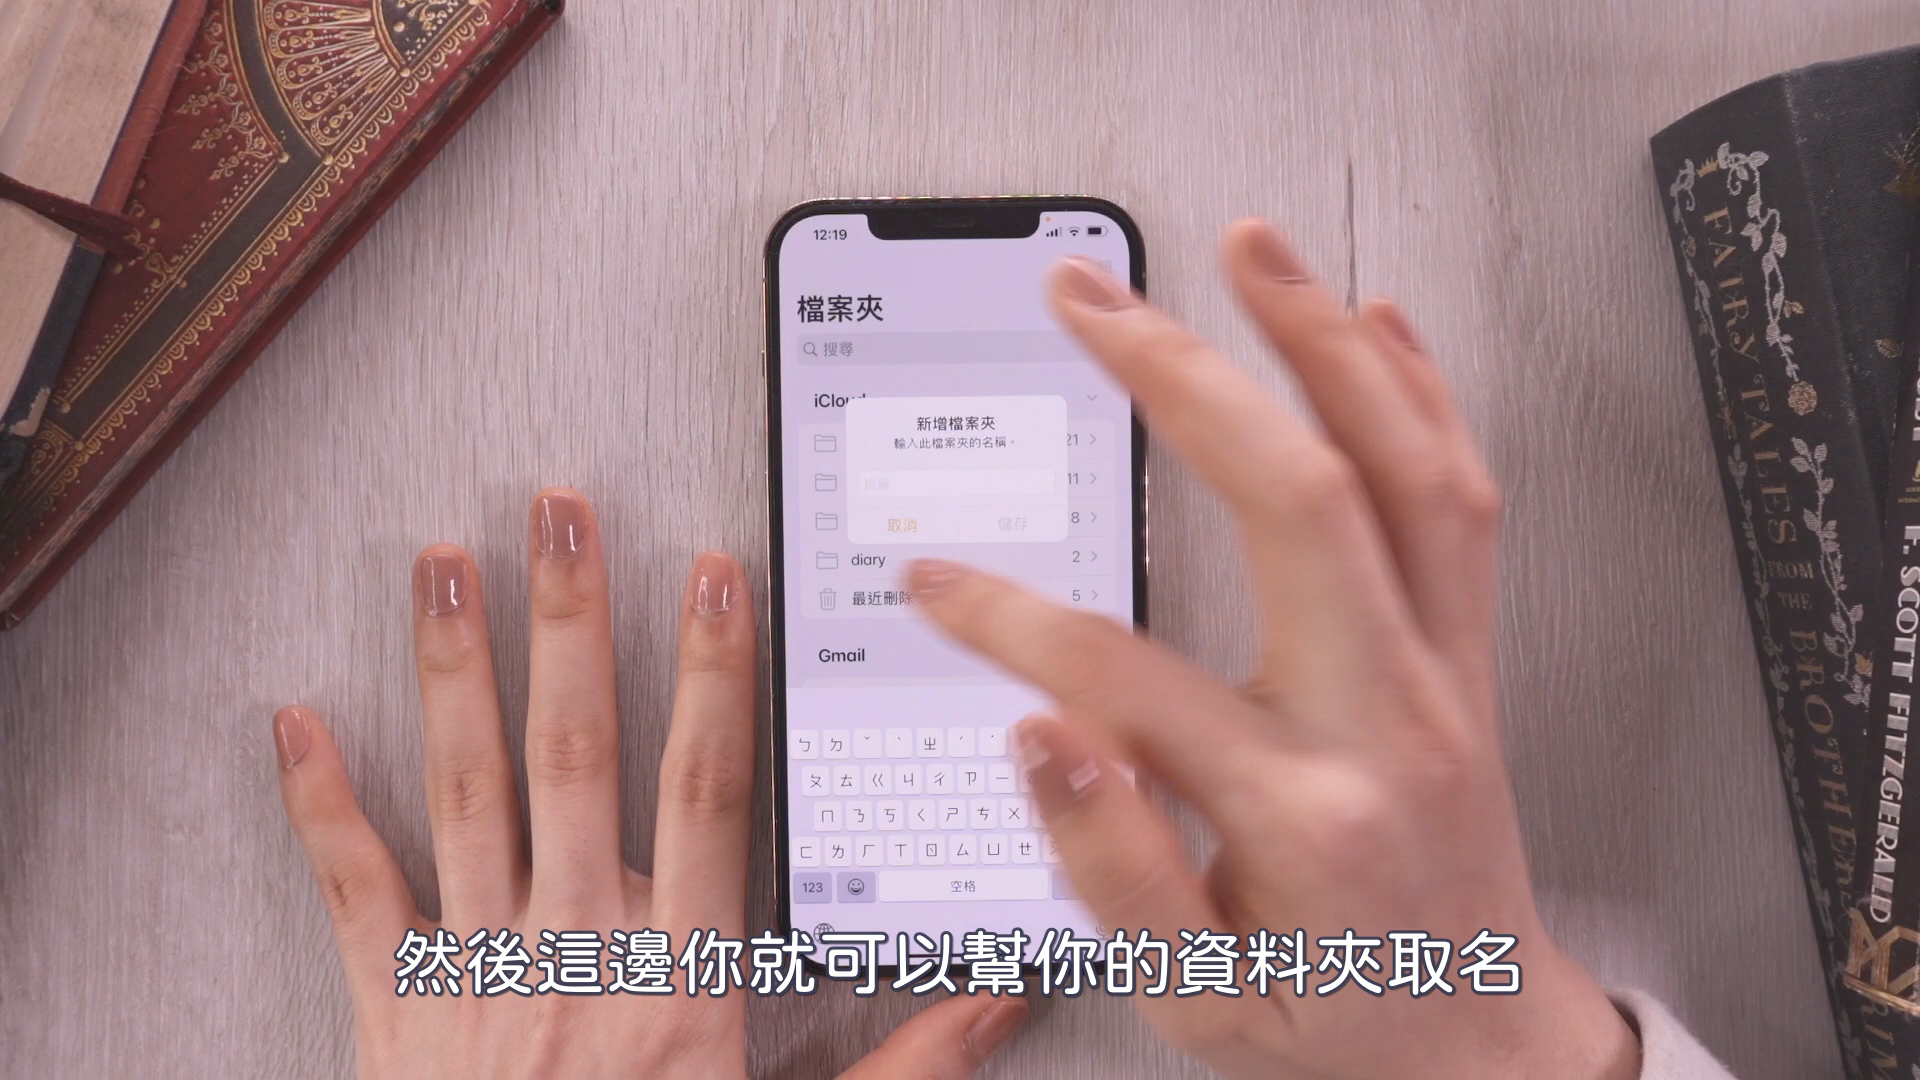 12:19
檔案夾
搜尋
iCloud
新增檔案夾
輸入此檔案夾的名稱。
名稱
取消
儲存
21
11
8
diary
2
最近刪除
5
Gmail
ㄅ ㄉ ˇ ˋ ㄓ ˊ ˙
ㄆ ㄊ ㄍ ㄐ ㄔ ㄗ ㄧ
ㄇ ㄋ ㄎ ㄑ ㄕ ㄘ ㄨ
ㄈ ㄌ ㄏ ㄒ ㄖ ㄙ ㄩ ㄝ
123
空格
然後這邊你就可以幫你的資料夾取名
FAIRY TALES
FROM
THE
BROTHERS
F. SCOTT FITZGERALD